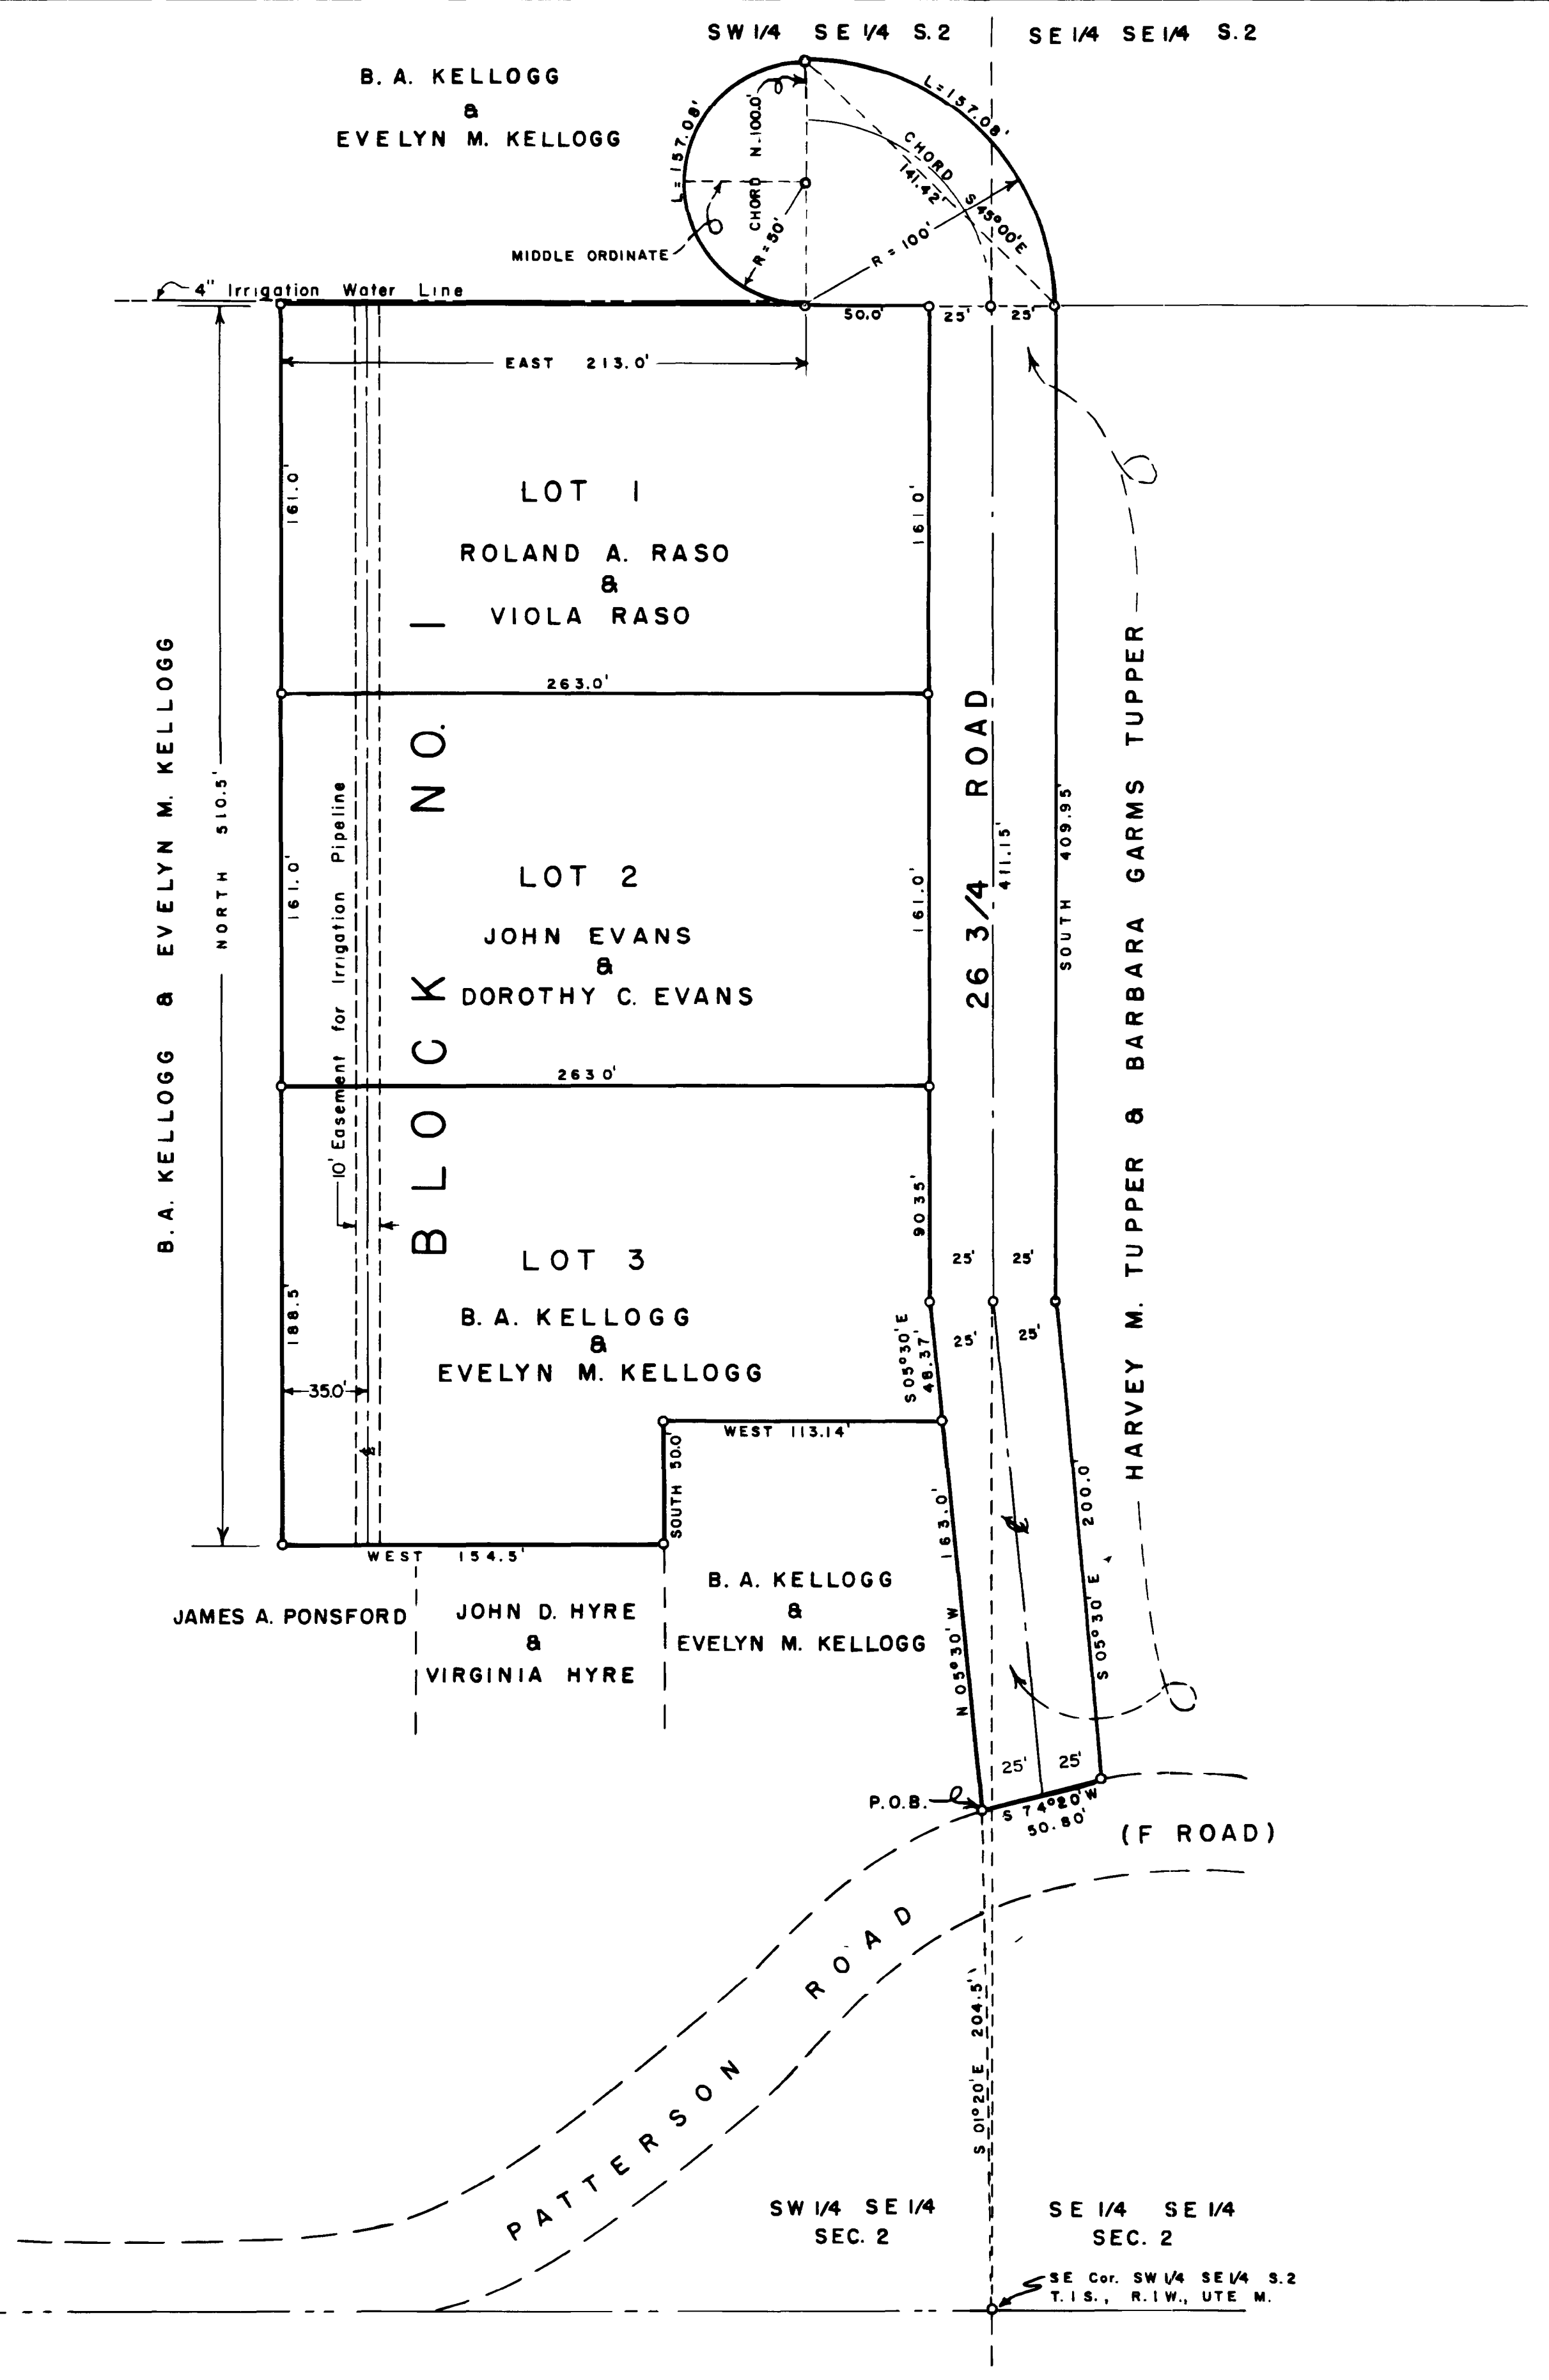 SW 1/4 SE 1/4 S.2
SE 1/4 SE 1/4 S.2
B. A. KELLOGG
&
EVELYN M. KELLOGG
L=157.08'
L=157.08'
CHORD N.100.0'
CHORD S 45°00'E
141.42'
R=50'
R = 100'
MIDDLE ORDINATE
4" Irrigation Water Line
50.0'
25'
25'
EAST 213.0'
161.0'
161.0'
LOT 1
ROLAND A. RASO
&
VIOLA RASO
263.0'
B. A. KELLOGG & EVELYN M. KELLOGG
NORTH 510.5'
10' Easement for Irrigation Pipeline
BLOCK NO. 1
161.0'
161.0'
LOT 2
JOHN EVANS
&
DOROTHY C. EVANS
263.0'
26 3/4 ROAD
411.15'
SOUTH 409.95'
HARVEY M. TUPPER & BARBARA GARMS TUPPER
90.35'
188.5'
LOT 3
B. A. KELLOGG
&
EVELYN M. KELLOGG
25'
25'
25'
25'
S 05°30' E
48.37'
35.0'
WEST 113.14'
SOUTH 50.0'
WEST 154.5'
163.0'
N 05°30' W
200.0'
S 05°30' E
JAMES A. PONSFORD
JOHN D. HYRE
&
VIRGINIA HYRE
B. A. KELLOGG
&
EVELYN M. KELLOGG
25'
25'
P.O.B.
S 74°20' W
50.80'
(F ROAD)
PATTERSON ROAD
S 01°20' E 204.5'
SW 1/4 SE 1/4
SEC. 2
SE 1/4 SE 1/4
SEC. 2
SE Cor. SW 1/4 SE 1/4 S.2
T. 1 S., R. 1 W., UTE M.